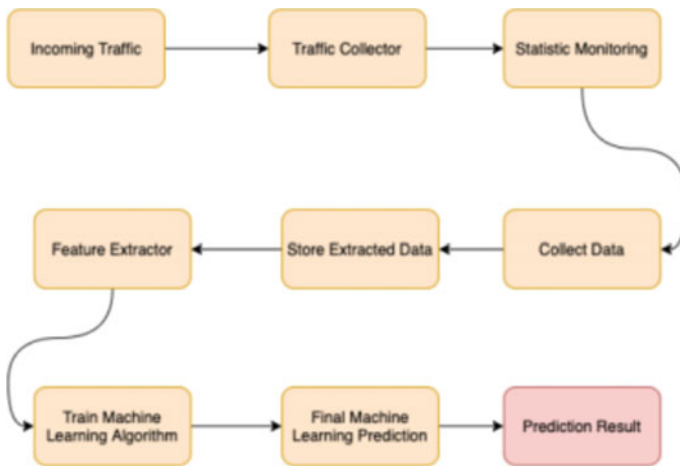 Incoming Traffic
Traffic Collector
Statistic Monitoring
Feature Extractor
Store Extracted Data
Collect Data
Train Machine
Learning Algorithm
Final Machine
Learning Prediction
Prediction Result